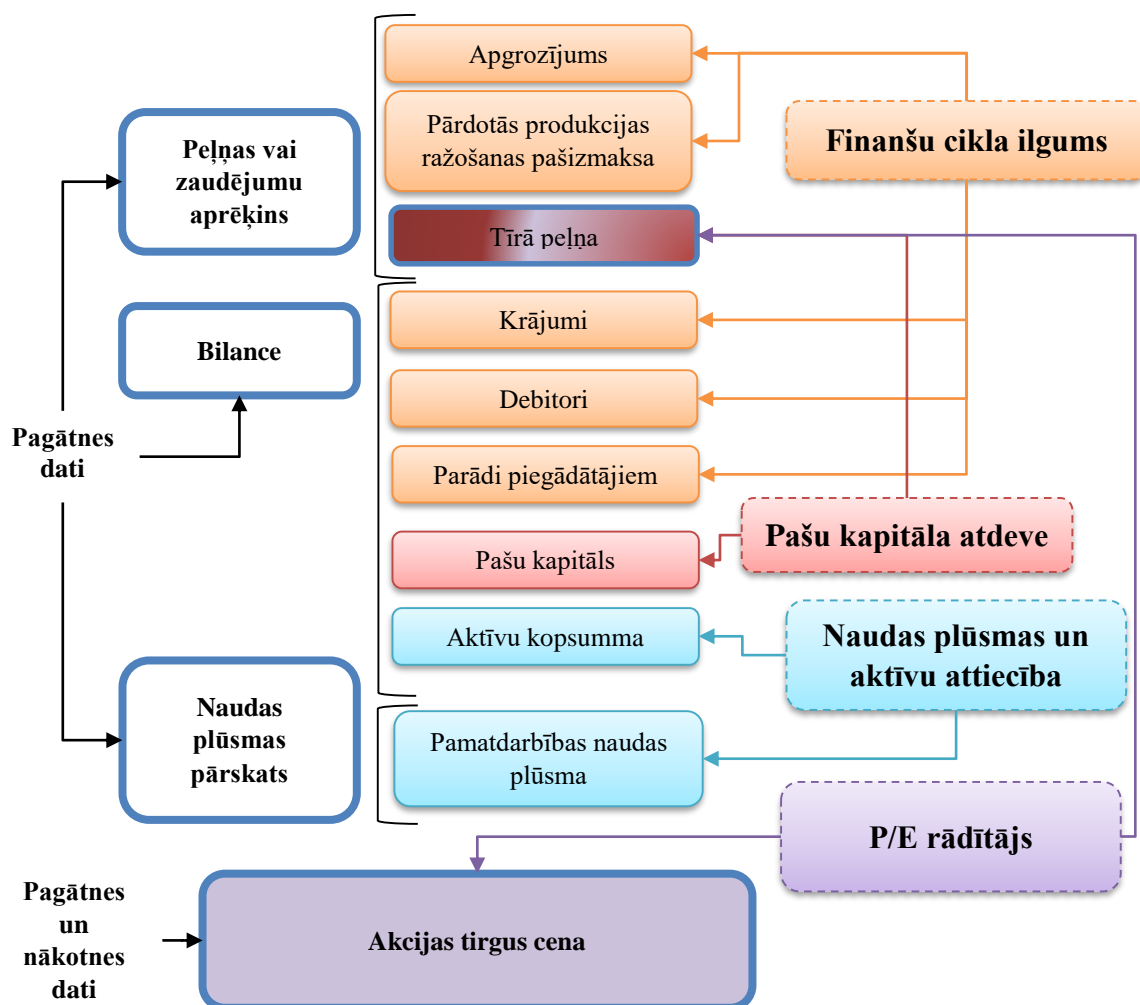 Apgrozījums
Pārdotās produkcijas
ražošanas pašizmaksa
Finanšu cikla ilgums
Peļņas vai
zaudējumu
aprēķins
Tīrā peļņa
Krājumi
Bilance
Debitori
Pagātnes
dati
Parādi piegādātājiem
Pašu kapitāla atdeve
Pašu kapitāls
Aktīvu kopsumma
Naudas plūsmas un
aktīvu attiecība
Naudas
plūsmas
pārskats
Pamatdarbības naudas
plūsma
P/E rādītājs
Pagātnes
un
nākotnes
dati
Akcijas tirgus cena